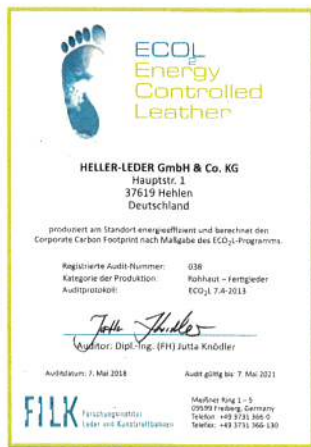 ECO₂L
Energy
Controlled
Leather
HELLER-LEDER GmbH & Co. KG
Hauptstr. 1
37619 Hehlen
Deutschland
produziert am Standort energieeffizient und berechnet den
Corporate Carbon Footprint nach Maßgabe des ECO₂L-Programms.
Registrierte Audit-Nummer: 038
Kategorie der Produktion: Rohhaut – Fertigleder
Auditprotokoll: ECO₂L 7.4-2013
Jutta Knödler
Auditor: Dipl.-Ing. (FH) Jutta Knödler
Auditdatum: 7. Mai 2018 Audit gültig bis: 7. Mai 2021
FILK Forschungsinstitut
Leder und Kunststoffbahnen
Meißner Ring 1 – 5
09599 Freiberg, Germany
Telefon +49 3731 366-0
Telefax: +49 3731 366-130